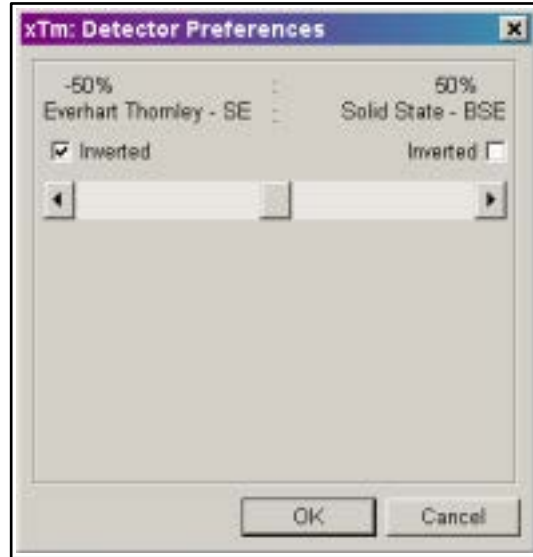 xTm: Detector Preferences
-50% : 50%
Everhart Thornley - SE : Solid State - BSE
Inverted Inverted
OK Cancel